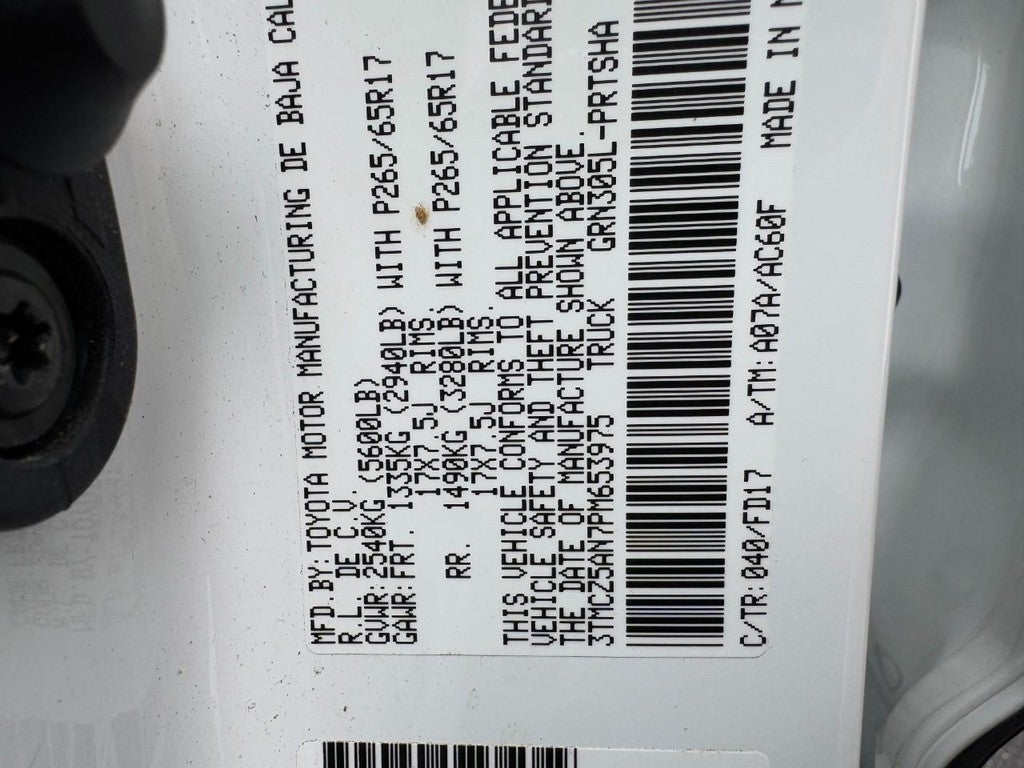 MFD.BY:TOYOTA MOTOR MANUFACTURING DE BAJA CAL
R.L. DE C.V.
GVWR:2540KG (5600LB)
GAWR:FRT. 1335KG (2940LB) WITH P265/65R17
17X7.5J RIMS.
RR. 1490KG (3280LB) WITH P265/65R17
17X7.5J RIMS.
THIS VEHICLE CONFORMS TO ALL APPLICABLE FEDE
VEHICLE SAFETY AND THEFT PREVENTION STANDARD
THE DATE OF MANUFACTURE SHOWN ABOVE.
3TMCZ5AN7PM653975 TRUCK GRN305L-PRTSHA
C/TR:040/FD17 A/TM:A07A/AC60F MADE IN